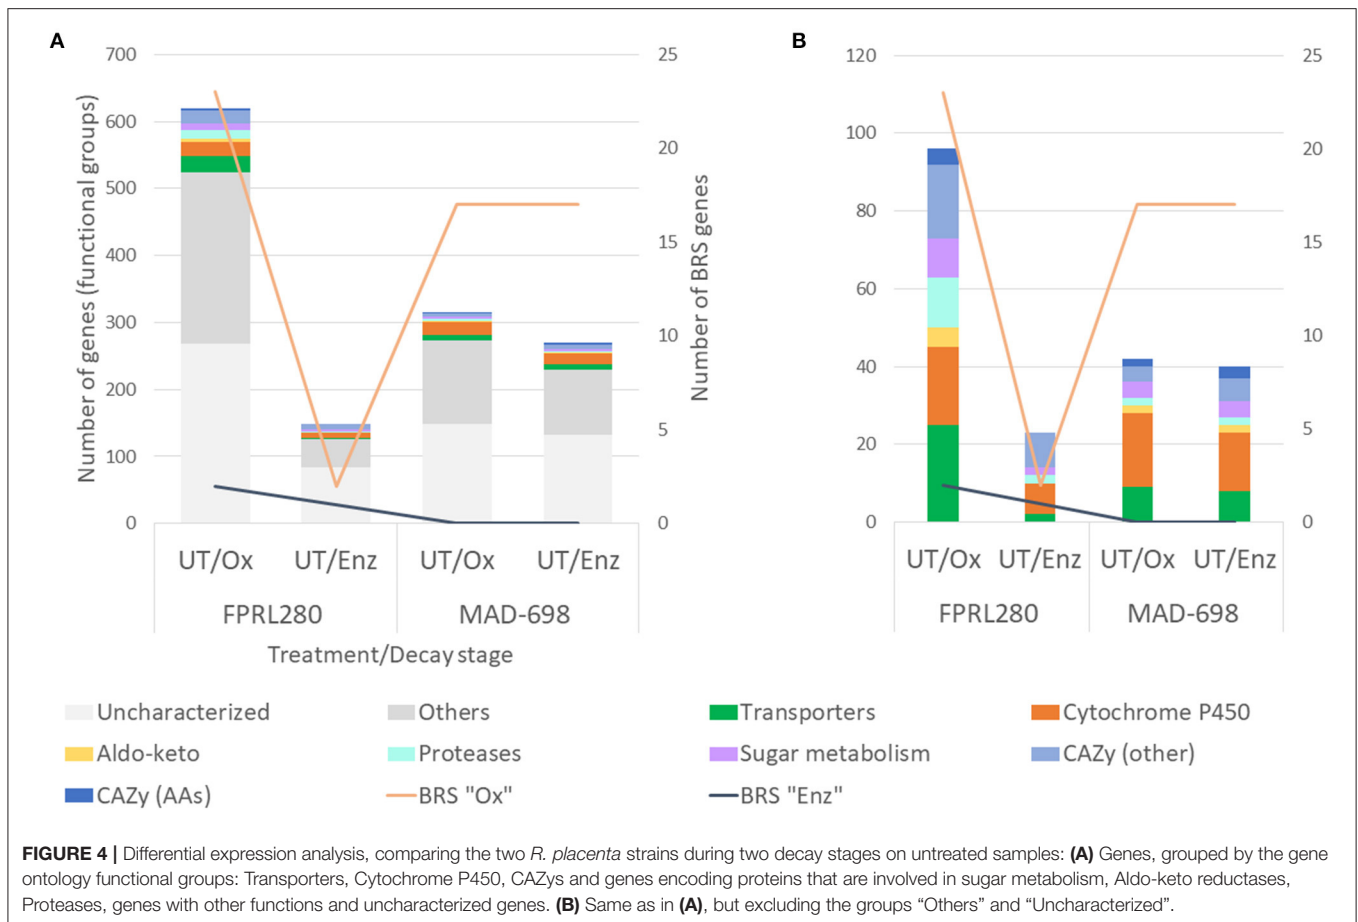 A
B
700
600
500
400
300
200
100
0
Number of genes (functional groups)
25
20
15
10
5
0
Number of BRS genes
UT/Ox UT/Enz UT/Ox UT/Enz
FPRL280 MAD-698
Treatment/Decay stage
120
100
80
60
40
20
0
25
20
15
10
5
0
UT/Ox UT/Enz UT/Ox UT/Enz
FPRL280 MAD-698
Uncharacterized Others Transporters Cytochrome P450
Aldo-keto Proteases Sugar metabolism CAZy (other)
CAZy (AAs) BRS "Ox" BRS "Enz"
FIGURE 4 | Differential expression analysis, comparing the two R. placenta strains during two decay stages on untreated samples: (A) Genes, grouped by the gene
ontology functional groups: Transporters, Cytochrome P450, CAZys and genes encoding proteins that are involved in sugar metabolism, Aldo-keto reductases,
Proteases, genes with other functions and uncharacterized genes. (B) Same as in (A), but excluding the groups “Others” and “Uncharacterized”.